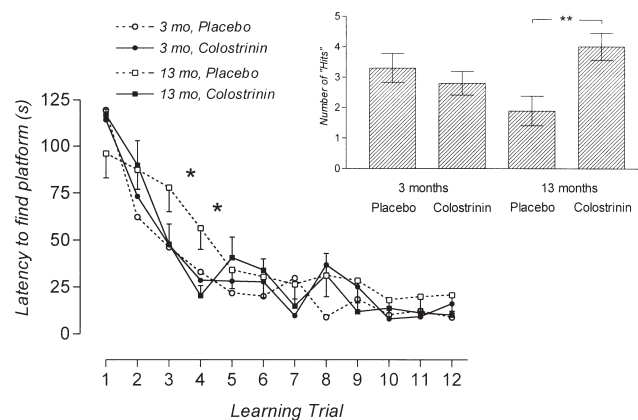 3 mo, Placebo
3 mo, Colostrinin
13 mo, Placebo
13 mo, Colostrinin
Latency to find platform (s)
125
100
75
50
25
0
*
*
1 2 3 4 5 6 7 8 9 10 11 12
Learning Trial
Number of "Hits"
5
4
3
2
1
0
**
3 months 13 months
Placebo Colostrinin Placebo Colostrinin